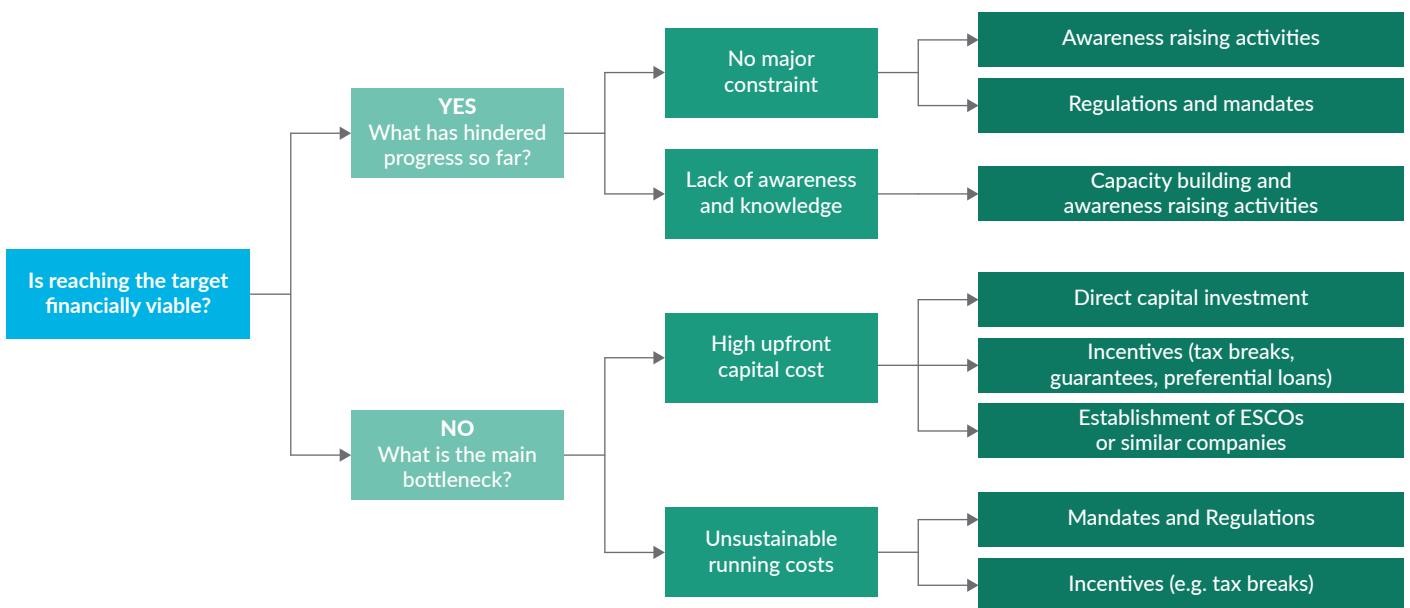 Is reaching the target
financially viable?
YES
What has hindered
progress so far?
No major
constraint
Awareness raising activities
Regulations and mandates
Lack of awareness
and knowledge
Capacity building and
awareness raising activities
NO
What is the main
bottleneck?
High upfront
capital cost
Direct capital investment
Incentives (tax breaks,
guarantees, preferential loans)
Establishment of ESCOs
or similar companies
Unsustainable
running costs
Mandates and Regulations
Incentives (e.g. tax breaks)